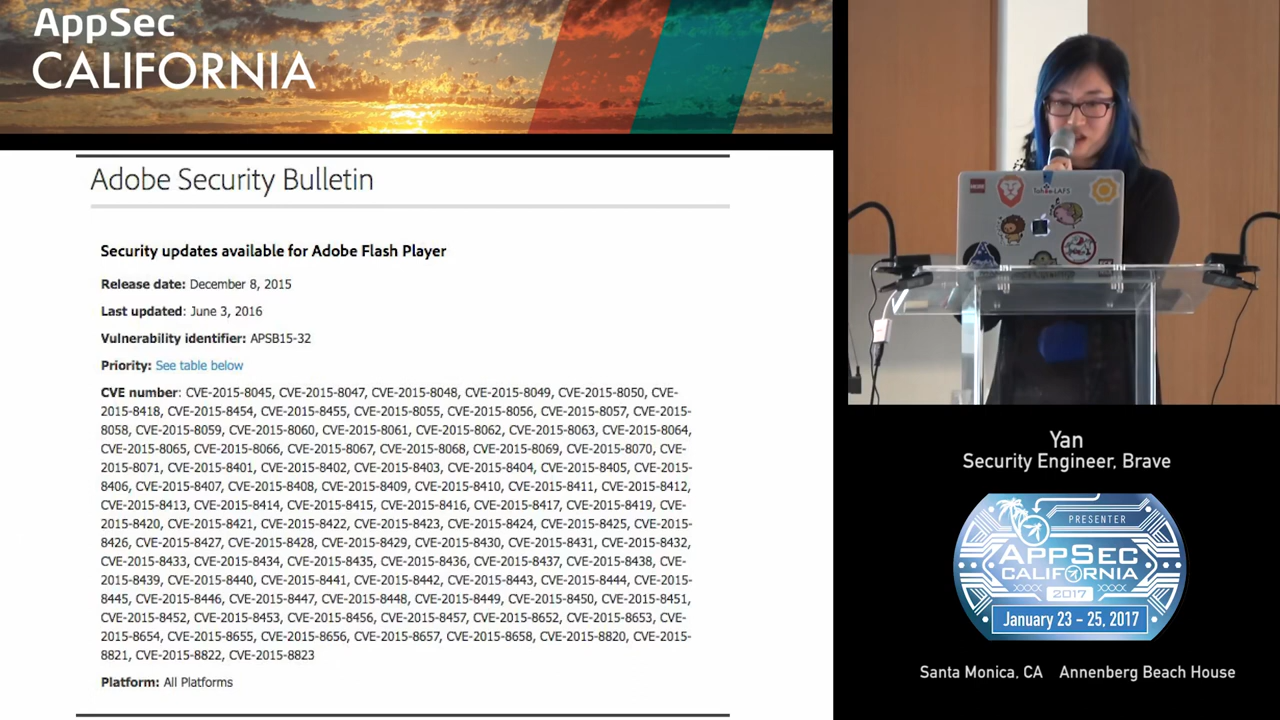 AppSec
CALIFORNIA
Adobe Security Bulletin
Security updates available for Adobe Flash Player
Release date: December 8, 2015
Last updated: June 3, 2016
Vulnerability identifier: APSB15-32
Priority: See table below
CVE number: CVE-2015-8045, CVE-2015-8047, CVE-2015-8048, CVE-2015-8049, CVE-2015-8050, CVE-
2015-8418, CVE-2015-8454, CVE-2015-8455, CVE-2015-8055, CVE-2015-8056, CVE-2015-8057, CVE-2015-
8058, CVE-2015-8059, CVE-2015-8060, CVE-2015-8061, CVE-2015-8062, CVE-2015-8063, CVE-2015-8064,
CVE-2015-8065, CVE-2015-8066, CVE-2015-8067, CVE-2015-8068, CVE-2015-8069, CVE-2015-8070, CVE-
2015-8071, CVE-2015-8401, CVE-2015-8402, CVE-2015-8403, CVE-2015-8404, CVE-2015-8405, CVE-2015-
8406, CVE-2015-8407, CVE-2015-8408, CVE-2015-8409, CVE-2015-8410, CVE-2015-8411, CVE-2015-8412,
CVE-2015-8413, CVE-2015-8414, CVE-2015-8415, CVE-2015-8416, CVE-2015-8417, CVE-2015-8419, CVE-
2015-8420, CVE-2015-8421, CVE-2015-8422, CVE-2015-8423, CVE-2015-8424, CVE-2015-8425, CVE-2015-
8426, CVE-2015-8427, CVE-2015-8428, CVE-2015-8429, CVE-2015-8430, CVE-2015-8431, CVE-2015-8432,
CVE-2015-8433, CVE-2015-8434, CVE-2015-8435, CVE-2015-8436, CVE-2015-8437, CVE-2015-8438, CVE-
2015-8439, CVE-2015-8440, CVE-2015-8441, CVE-2015-8442, CVE-2015-8443, CVE-2015-8444, CVE-2015-
8445, CVE-2015-8446, CVE-2015-8447, CVE-2015-8448, CVE-2015-8449, CVE-2015-8450, CVE-2015-8451,
CVE-2015-8452, CVE-2015-8453, CVE-2015-8456, CVE-2015-8457, CVE-2015-8652, CVE-2015-8653, CVE-
2015-8654, CVE-2015-8655, CVE-2015-8656, CVE-2015-8657, CVE-2015-8658, CVE-2015-8820, CVE-2015-
8821, CVE-2015-8822, CVE-2015-8823
Platform: All Platforms
Yan
Security Engineer, Brave
PRESENTER
APPSEC
CALIFORNIA
2017
January 23 – 25, 2017
Santa Monica, CA Annenberg Beach House